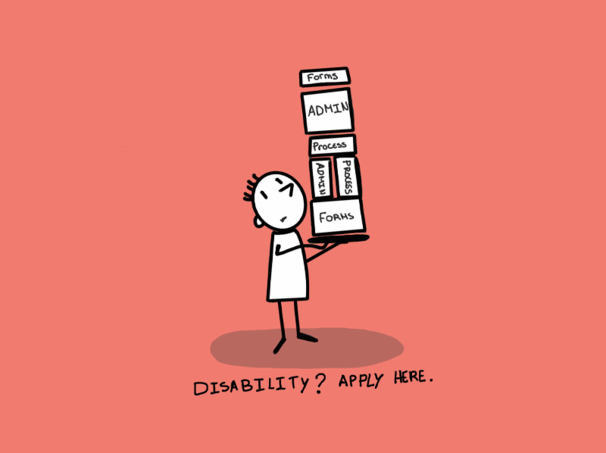 Forms
ADMIN
Process
ADMIN
PROCESS
FORMS
DISABILITY? APPLY HERE.